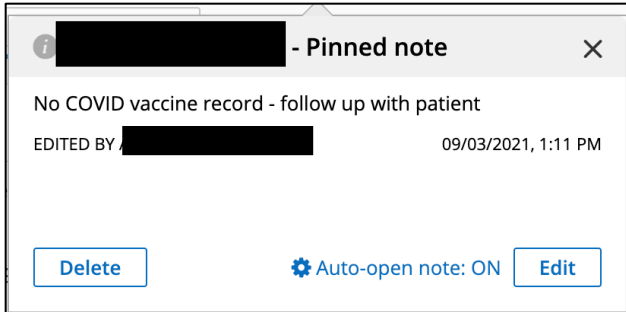 - Pinned note
No COVID vaccine record - follow up with patient
EDITED BY
09/03/2021, 1:11 PM
Delete
Auto-open note: ON
Edit